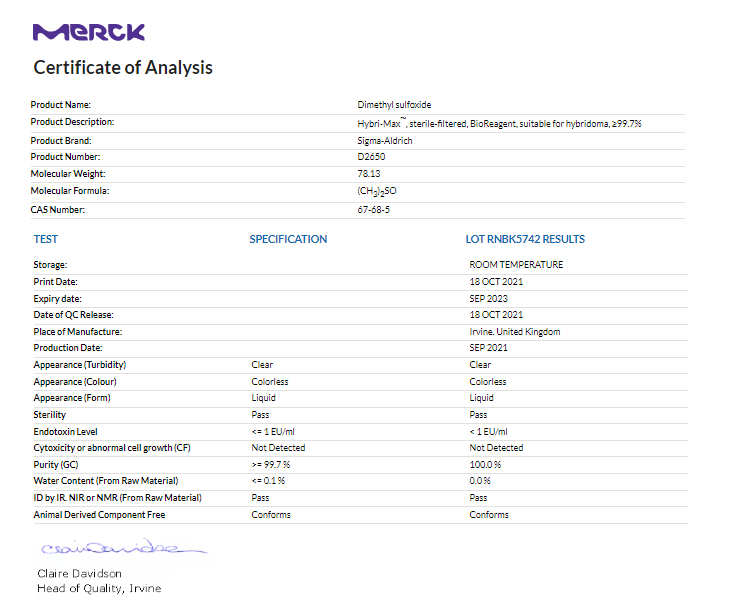 MERCK
Certificate of Analysis
Product Name: Dimethyl sulfoxide
Product Description: Hybri-Max™, sterile-filtered, BioReagent, suitable for hybridoma, ≥99.7%
Product Brand: Sigma-Aldrich
Product Number: D2650
Molecular Weight: 78.13
Molecular Formula: (CH₃)₂SO
CAS Number: 67-68-5
TEST SPECIFICATION LOT RNBK5742 RESULTS
Storage: ROOM TEMPERATURE
Print Date: 18 OCT 2021
Expiry date: SEP 2023
Date of QC Release: 18 OCT 2021
Place of Manufacture: Irvine, United Kingdom
Production Date: SEP 2021
Appearance (Turbidity) Clear Clear
Appearance (Colour) Colorless Colorless
Appearance (Form) Liquid Liquid
Sterility Pass Pass
Endotoxin Level <= 1 EU/ml < 1 EU/ml
Cytoxicity or abnormal cell growth (CF) Not Detected Not Detected
Purity (GC) >= 99.7 % 100.0 %
Water Content (From Raw Material) <= 0.1 % 0.0 %
ID by IR, NIR or NMR (From Raw Material) Pass Pass
Animal Derived Component Free Conforms Conforms
Claire Davidson
Head of Quality, Irvine